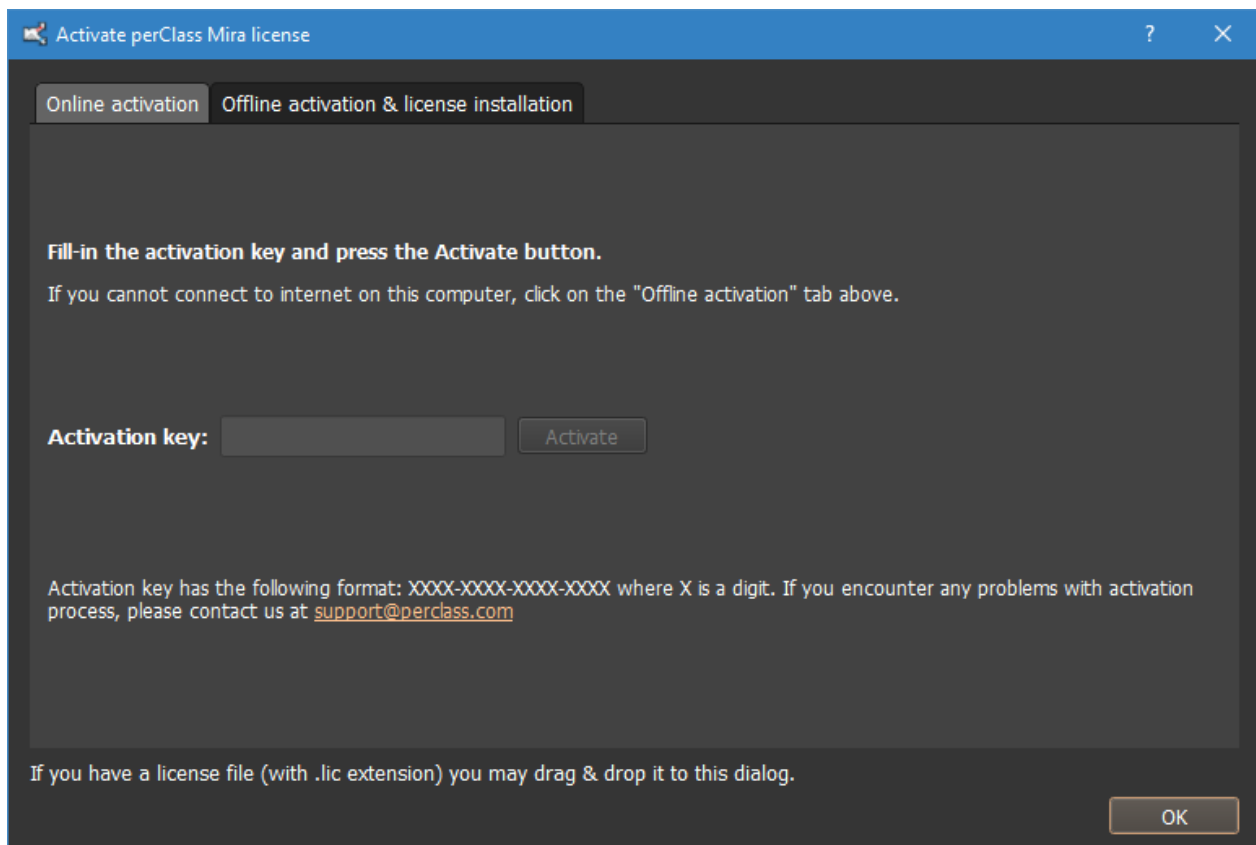 Activate perClass Mira license
?
Online activation
Offline activation & license installation
Fill-in the activation key and press the Activate button.
If you cannot connect to internet on this computer, click on the "Offline activation" tab above.
Activation key:
Activate
Activation key has the following format: XXXX-XXXX-XXXX-XXXX where X is a digit. If you encounter any problems with activation
process, please contact us at support@perclass.com
If you have a license file (with .lic extension) you may drag & drop it to this dialog.
OK